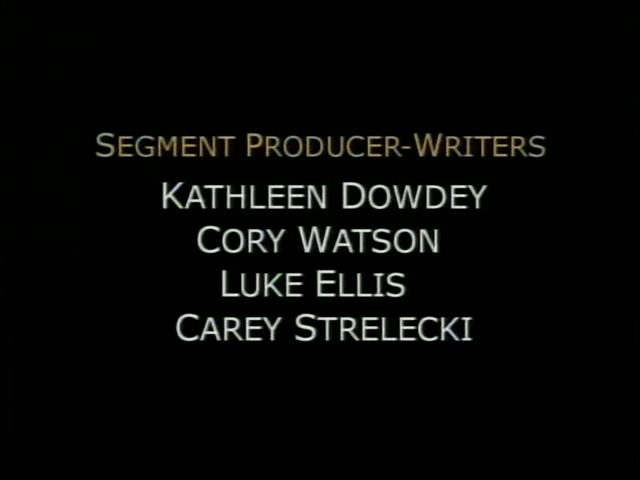 SEGMENT PRODUCER-WRITERS
KATHLEEN DOWDEY
CORY WATSON
LUKE ELLIS
CAREY STRELECKI